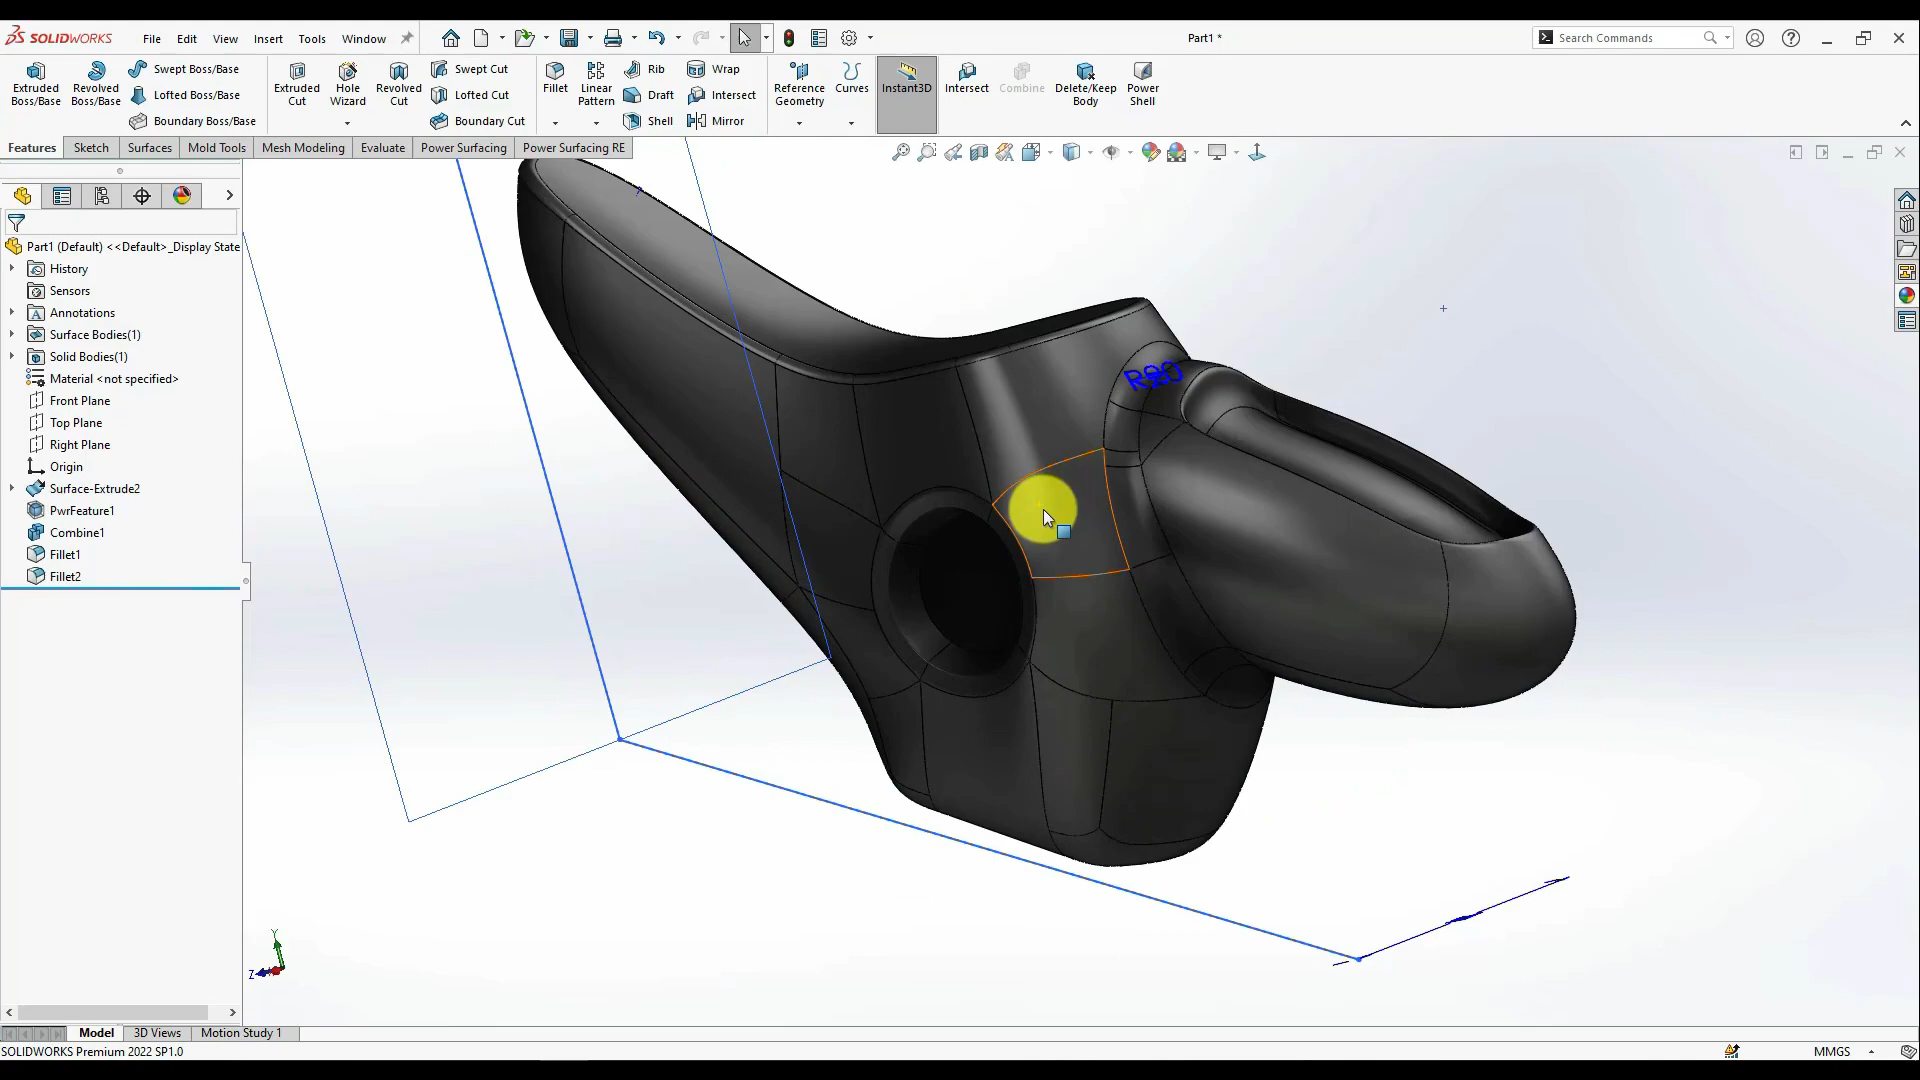 SOLIDWORKS File Edit View Insert Tools Window Part1 * Search Commands
Extruded Boss/Base
Revolved Boss/Base
Swept Boss/Base
Lofted Boss/Base
Boundary Boss/Base
Extruded Cut
Hole Wizard
Revolved Cut
Swept Cut
Lofted Cut
Boundary Cut
Fillet
Linear Pattern
Rib
Draft
Shell
Wrap
Intersect
Mirror
Reference Geometry
Curves
Instant3D
Intersect
Combine
Delete/Keep Body
Power Shell
Features Sketch Surfaces Mold Tools Mesh Modeling Evaluate Power Surfacing Power Surfacing RE
Part1 (Default) <<Default>_Display State
History
Sensors
Annotations
Surface Bodies(1)
Solid Bodies(1)
Material <not specified>
Front Plane
Top Plane
Right Plane
Origin
Surface-Extrude2
PwrFeature1
Combine1
Fillet1
Fillet2
Y
Z
Model 3D Views Motion Study 1
SOLIDWORKS Premium 2022 SP1.0 MMGS